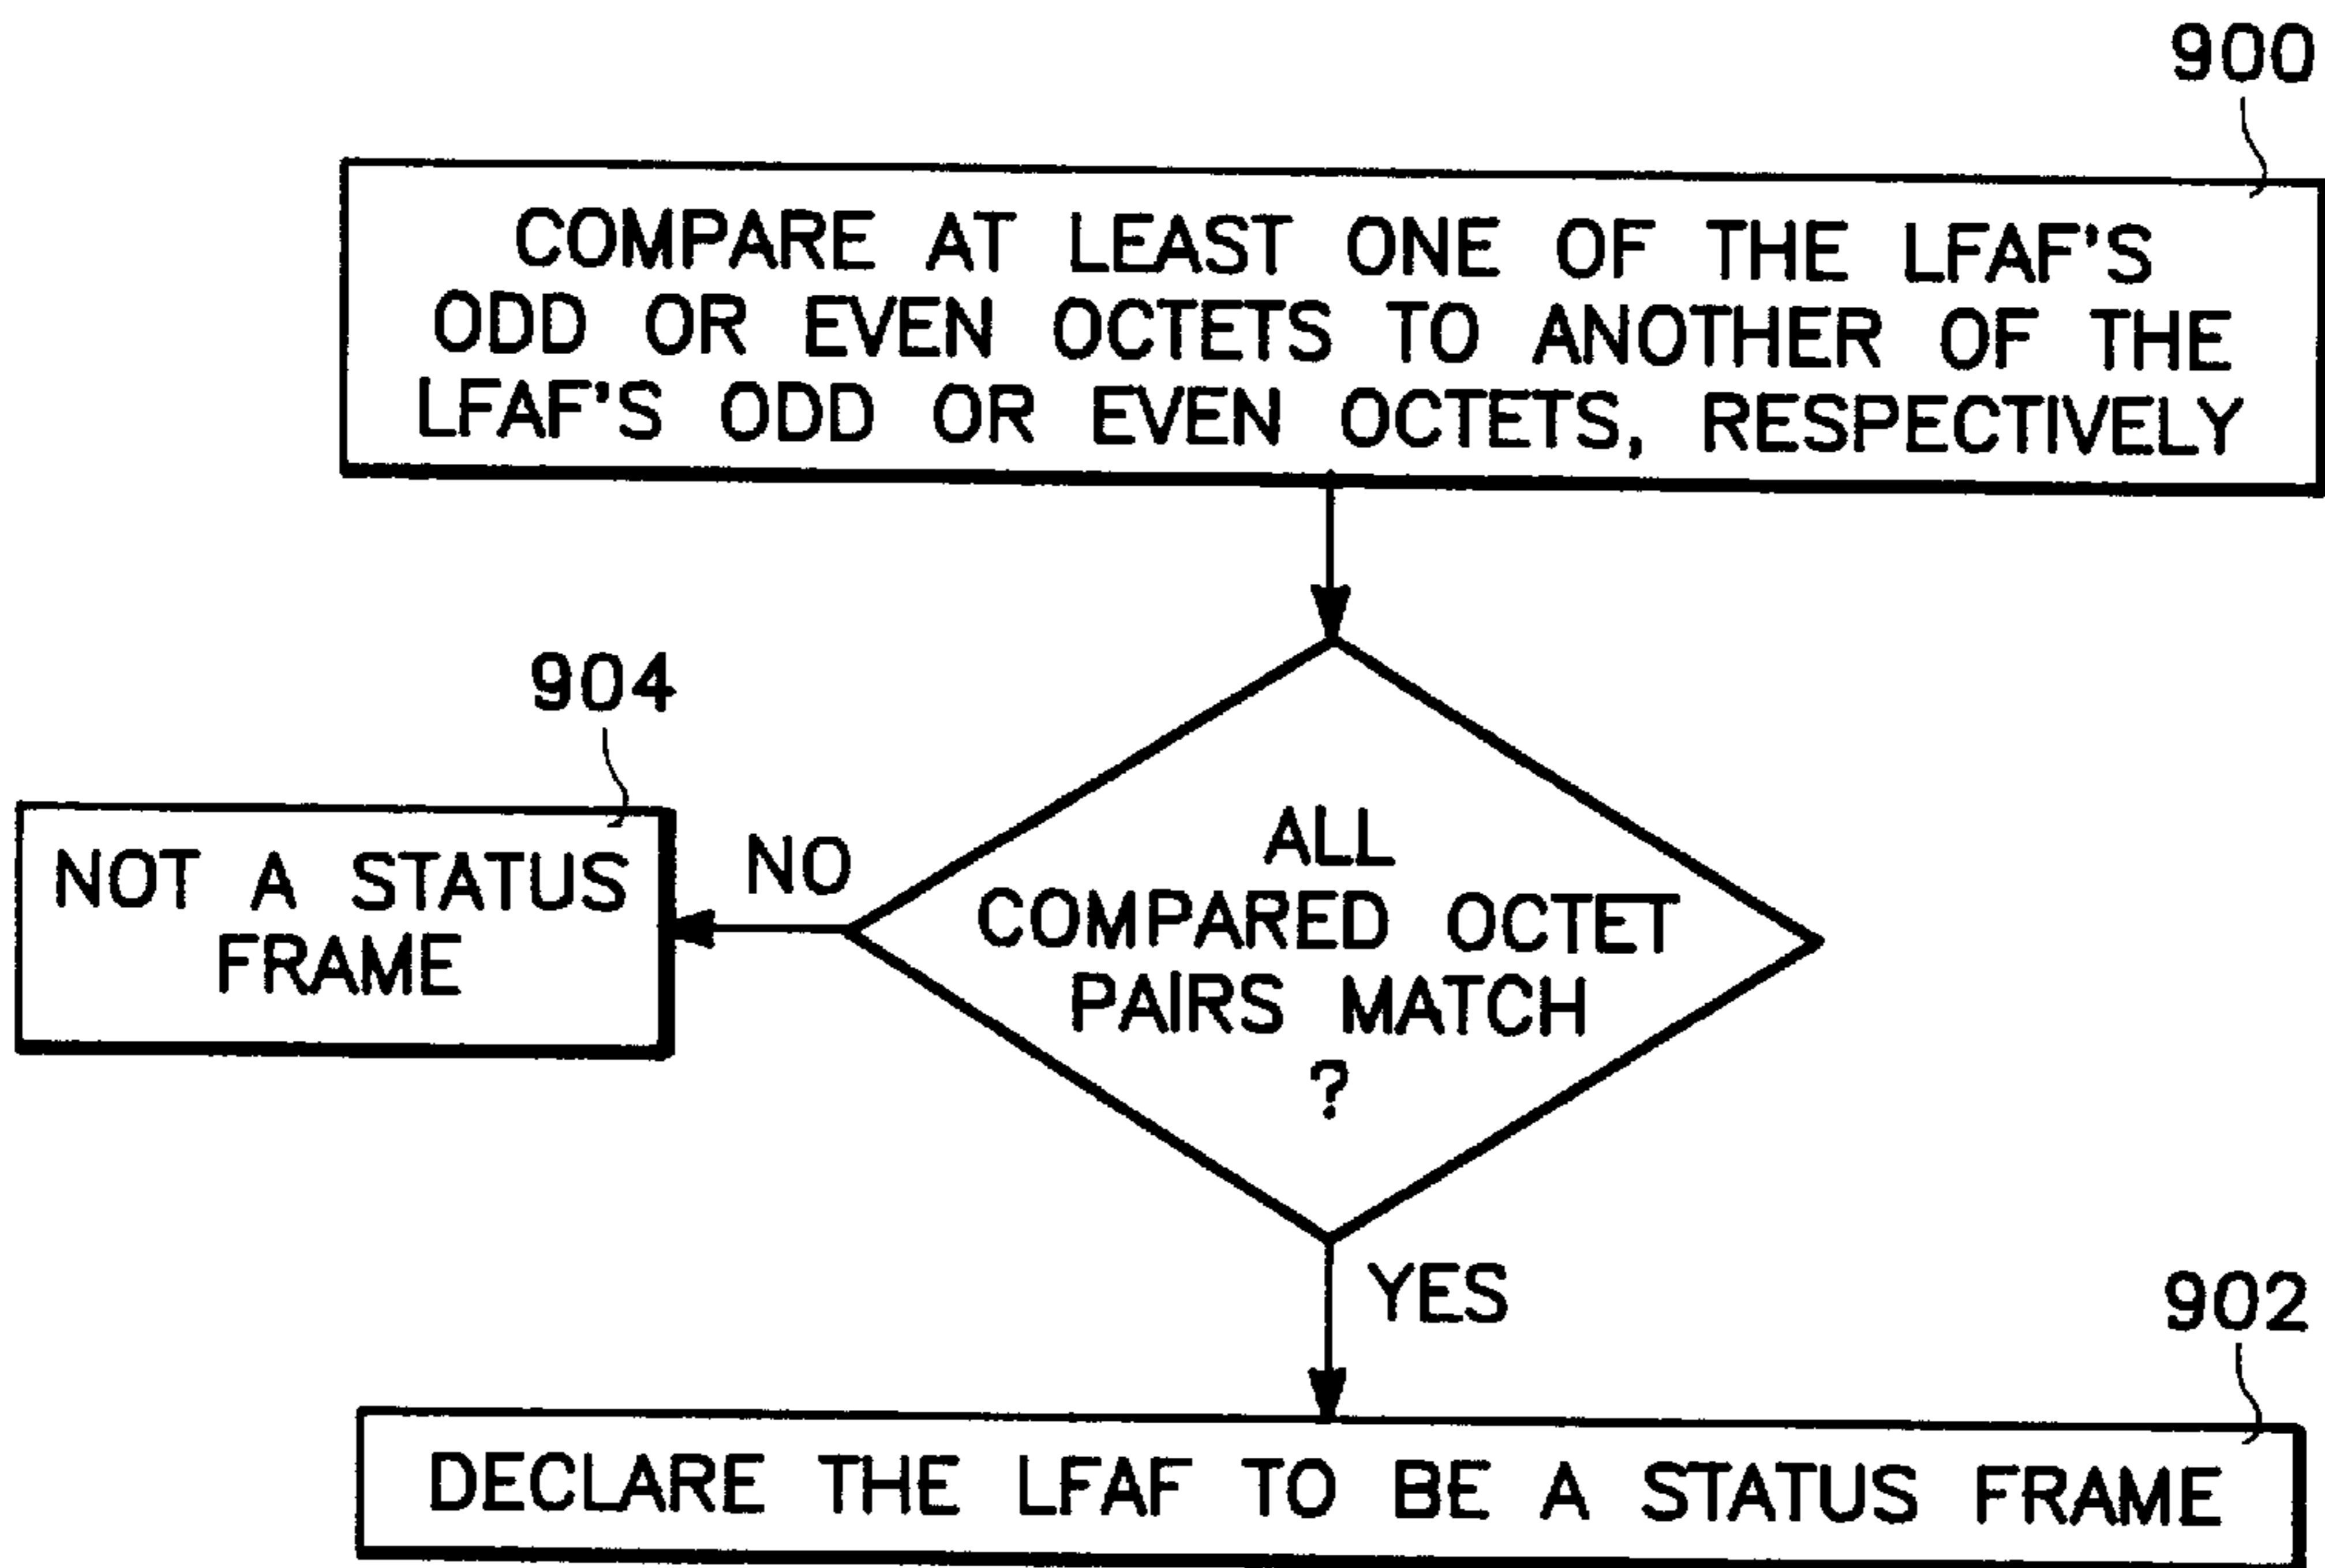 900
COMPARE AT LEAST ONE OF THE LFAF'S
ODD OR EVEN OCTETS TO ANOTHER OF THE
LFAF'S ODD OR EVEN OCTETS, RESPECTIVELY
904
NOT A STATUS
FRAME
NO
ALL
COMPARED OCTET
PAIRS MATCH
?
YES
902
DECLARE THE LFAF TO BE A STATUS FRAME